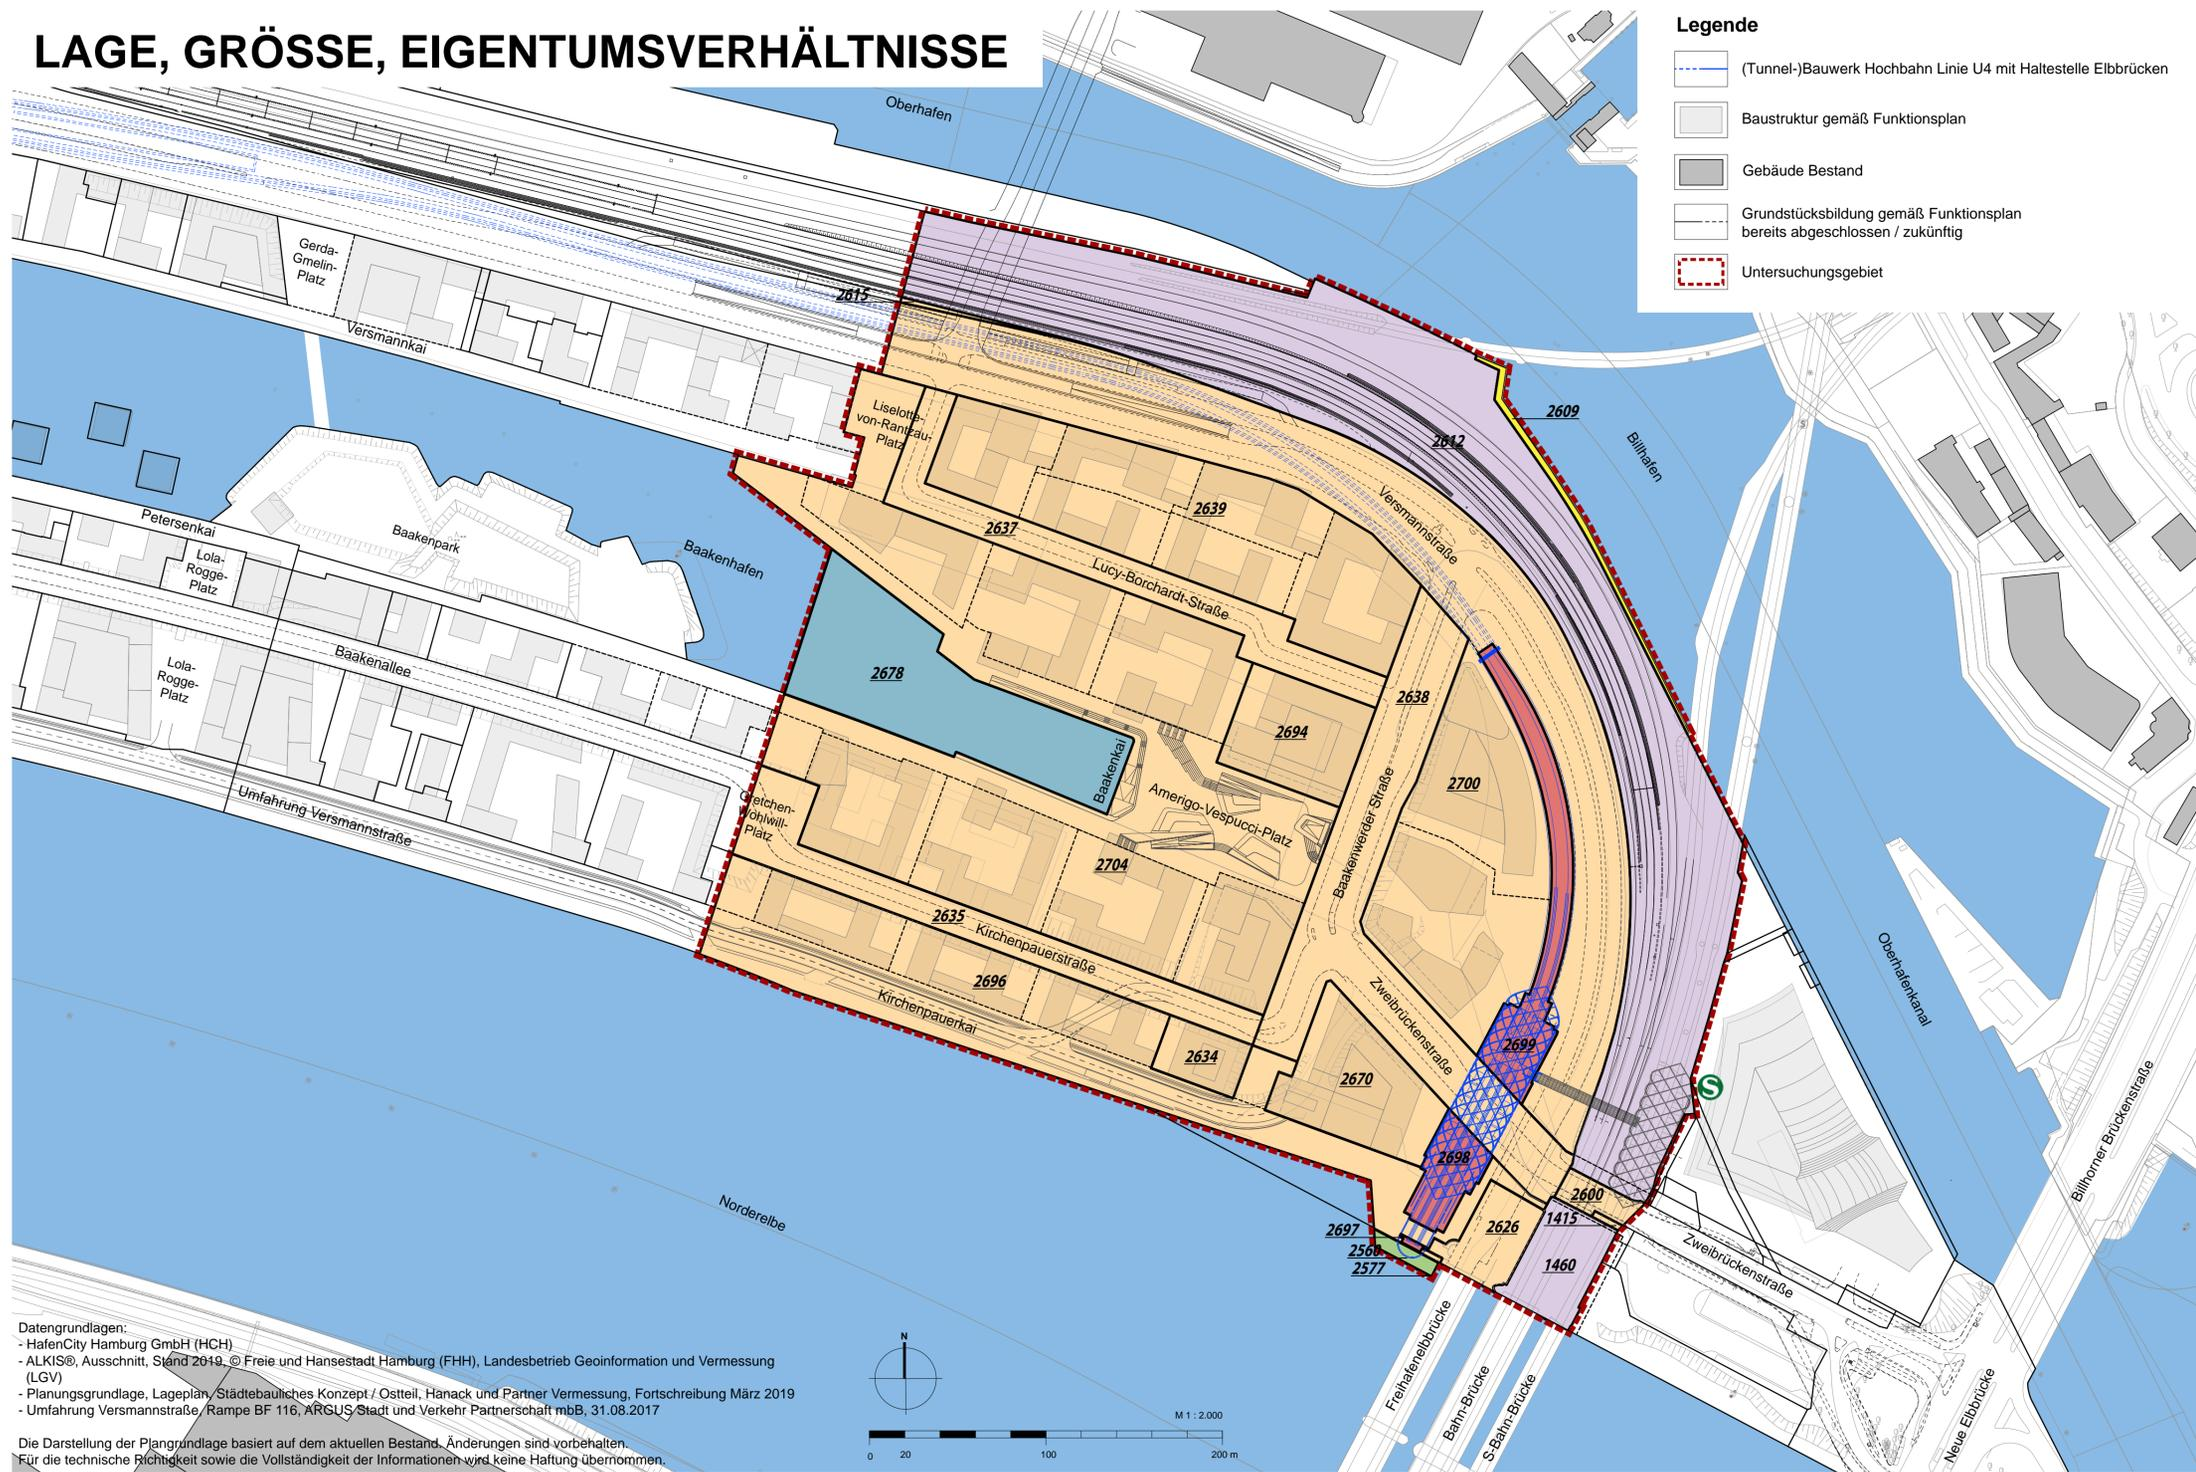 LAGE, GRÖSSE, EIGENTUMSVERHÄLTNISSE
Legende
(Tunnel-)Bauwerk Hochbahn Linie U4 mit Haltestelle Elbbrücken
Baustruktur gemäß Funktionsplan
Gebäude Bestand
Grundstücksbildung gemäß Funktionsplan
bereits abgeschlossen / zukünftig
Untersuchungsgebiet
Oberhafen
Gerda-
Gmelin-
Platz
2615
Versmannkai
Liselotte-
von-Rantzau-
Platz
2609
2612
Billhafen
Petersenkai
Baakenpark
Lola-
Rogge-
Platz
Baakenhafen
2637
2639
Versmannstraße
Lucy-Borchardt-Straße
Baakenallee
Lola-
Rogge-
Platz
2678
2638
2694
2700
Baakenkai
Amerigo-Vespucci-Platz
Baakenwerder Straße
Umfahrung Versmannstraße
Gretchen-
Wohlwill-
Platz
2704
2635
Kirchenpauerstraße
2696
Kirchenpauerkai
Zweibrückenstraße
Oberhafenkanal
2634
2670
2699
S
2698
Billhorner Brückenstraße
Norderelbe
2600
1415
2626
2697
2560
2577
1460
Zweibrückenstraße
Freihafenelbbrücke
Bahn-Brücke
S-Bahn-Brücke
Neue Elbbrücke
Datengrundlagen:
- HafenCity Hamburg GmbH (HCH)
- ALKIS®, Ausschnitt, Stand 2019, © Freie und Hansestadt Hamburg (FHH), Landesbetrieb Geoinformation und Vermessung
(LGV)
- Planungsgrundlage, Lageplan, Städtebauliches Konzept / Ostteil, Hanack und Partner Vermessung, Fortschreibung März 2019
- Umfahrung Versmannstraße, Rampe BF 116, ARGUS Stadt und Verkehr Partnerschaft mbB, 31.08.2017
Die Darstellung der Plangrundlage basiert auf dem aktuellen Bestand. Änderungen sind vorbehalten.
Für die technische Richtigkeit sowie die Vollständigkeit der Informationen wird keine Haftung übernommen.
N
M 1 : 2.000
0 20 100 200 m